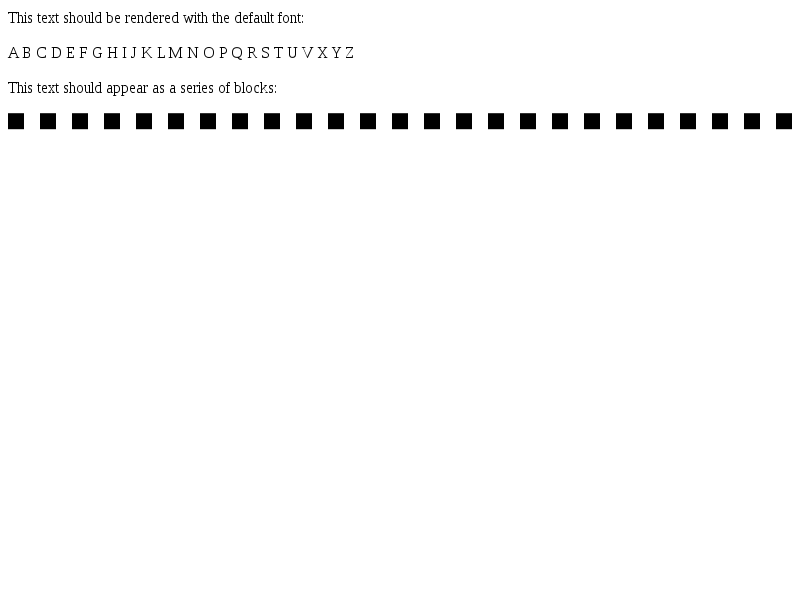 This text should be rendered with the default font:
A B C D E F G H I J K L M N O P Q R S T U V X Y Z
This text should appear as a series of blocks: